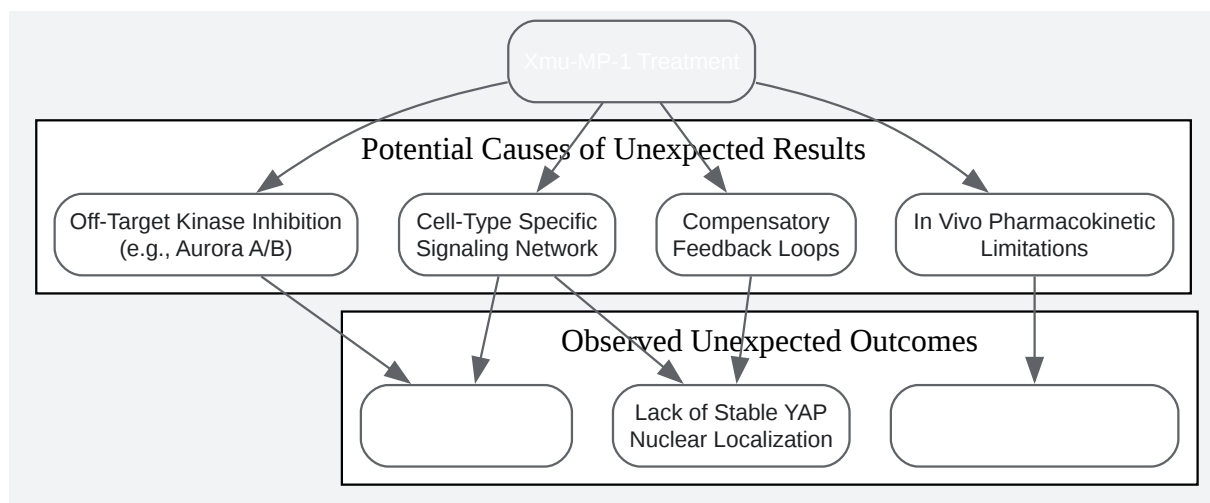 Xmu-MP-1 Treatment
Potential Causes of Unexpected Results
Off-Target Kinase Inhibition
(e.g., Aurora A/B)
Cell-Type Specific
Signaling Network
Compensatory
Feedback Loops
In Vivo Pharmacokinetic
Limitations
Observed Unexpected Outcomes
Lack of Stable YAP
Nuclear Localization